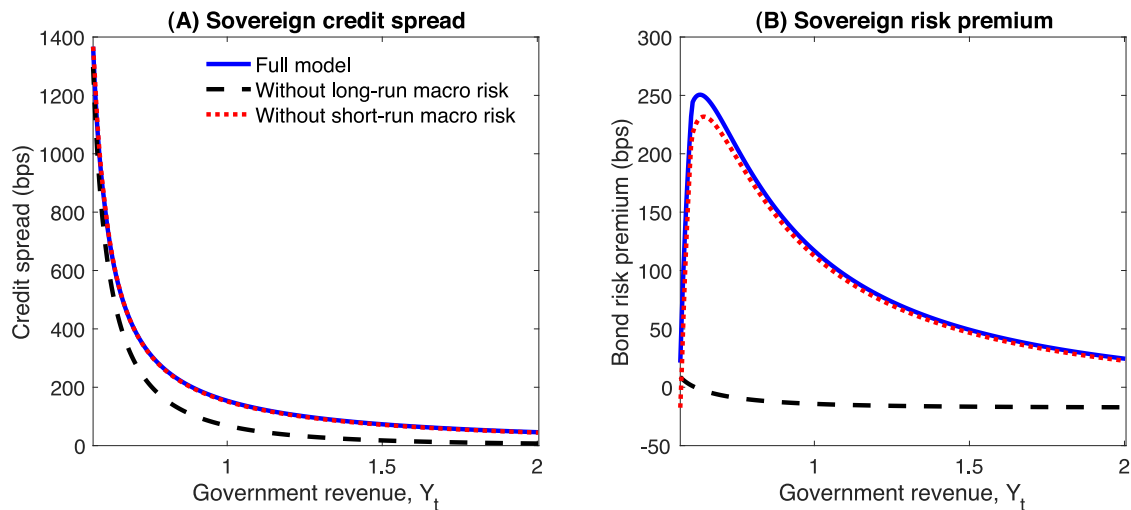 (A) Sovereign credit spread
1400
1200
1000
800
600
400
200
0
Credit spread (bps)
Full model
Without long-run macro risk
Without short-run macro risk
1
1.5
2
Government revenue, Y_t
(B) Sovereign risk premium
300
250
200
150
100
50
0
-50
Bond risk premium (bps)
1
1.5
2
Government revenue, Y_t